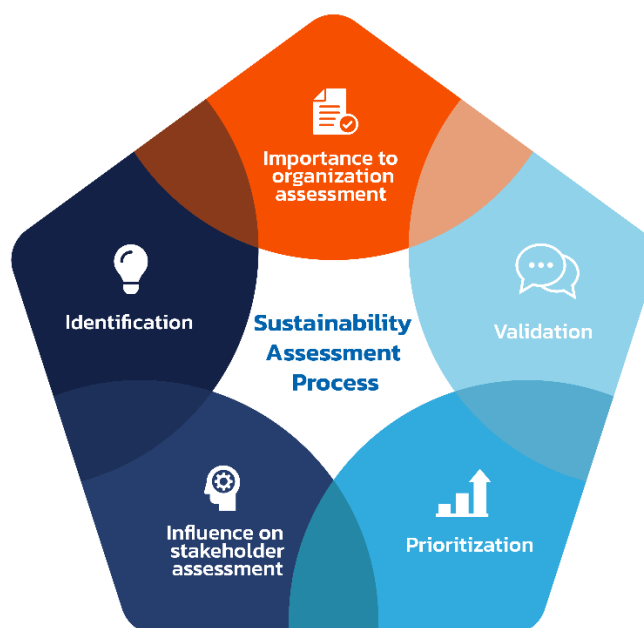 Importance to
organization
assessment
Identification
Sustainability
Assessment
Process
Validation
Influence on
stakeholder
assessment
Prioritization